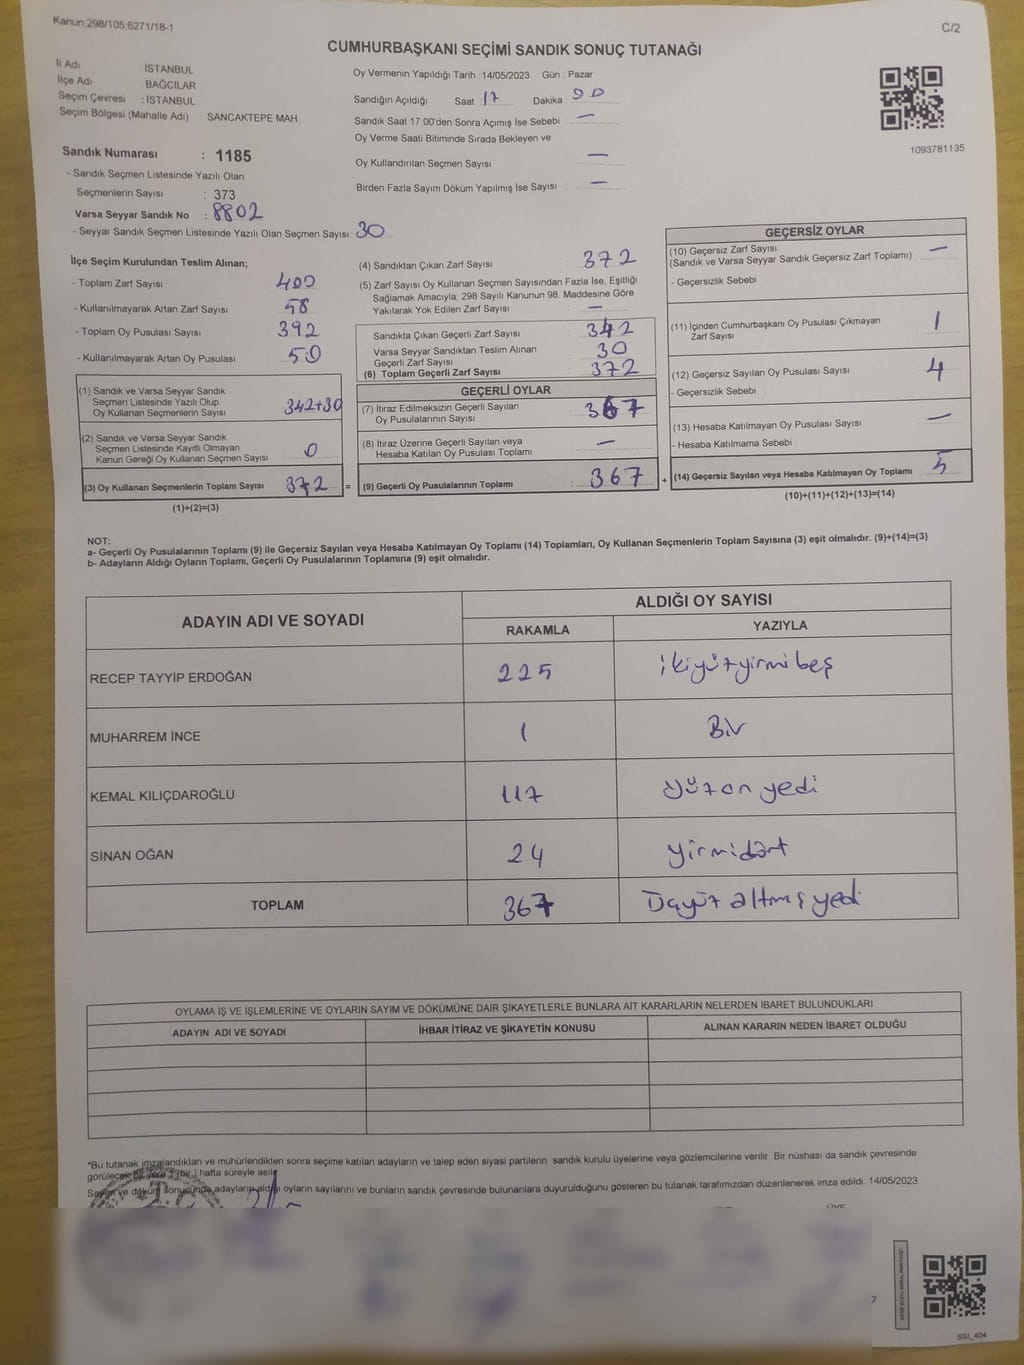 Kanun:298/105,6271/18-1
C/2
CUMHURBAŞKANI SEÇİMİ SANDIK SONUÇ TUTANAĞI
İl Adı İSTANBUL
İlçe Adı BAĞCILAR
Seçim Çevresi : İSTANBUL
Seçim Bölgesi (Mahalle Adı) SANCAKTEPE MAH.
Sandık Numarası : 1185
- Sandık Seçmen Listesinde Yazılı Olan
Seçmenlerin Sayısı : 373
Varsa Seyyar Sandık No : 8802
- Seyyar Sandık Seçmen Listesinde Yazılı Olan Seçmen Sayısı: 30
Oy Vermenin Yapıldığı Tarih : 14/05/2023 Gün : Pazar
Sandığın Açıldığı Saat 17 Dakika : 00
Sandık Saat 17:00'den Sonra Açımış İse Sebebi : —
Oy Verme Saati Bitiminde Sırada Bekleyen ve
Oy Kullandırılan Seçmen Sayısı —
Birden Fazla Sayım Döküm Yapılmış İse Sayısı : —
1093781135
İlçe Seçim Kurulundan Teslim Alınan;
- Toplam Zarf Sayısı : 400
- Kullanılmayarak Artan Zarf Sayısı : 58
- Toplam Oy Pusulası Sayısı : 392
- Kullanılmayarak Artan Oy Pusulası : 50
(1) Sandık ve Varsa Seyyar Sandık
Seçmen Listesinde Yazılı Olup
Oy Kullanan Seçmenlerin Sayısı 342+30
(2) Sandık ve Varsa Seyyar Sandık
Seçmen Listesinde Kayıtlı Olmayan
Kanun Gereği Oy Kullanan Seçmen Sayısı 0
(3) Oy Kullanan Seçmenlerin Toplam Sayısı 372 =
(1)+(2)=(3)
(4) Sandıktan Çıkan Zarf Sayısı 372
(5) Zarf Sayısı Oy Kullanan Seçmen Sayısından Fazla İse, Eşitliği
Sağlamak Amacıyla; 298 Sayılı Kanunun 98. Maddesine Göre
Yakılarak Yok Edilen Zarf Sayısı : —
Sandıkta Çıkan Geçerli Zarf Sayısı : 342
Varsa Seyyar Sandıktan Teslim Alınan
Geçerli Zarf Sayısı 30
(6) Toplam Geçerli Zarf Sayısı : 372
GEÇERLİ OYLAR
(7) İtiraz Edilmeksizin Geçerli Sayılan
Oy Pusulalarının Sayısı : 367
(8) İtiraz Üzerine Geçerli Sayılan veya
Hesaba Katılan Oy Pusulası Toplamı —
(9) Geçerli Oy Pusulalarının Toplamı : 367 +
GEÇERSİZ OYLAR
(10) Geçersiz Zarf Sayısı
(Sandık ve Varsa Seyyar Sandık Geçersiz Zarf Toplamı) : —
- Geçersizlik Sebebi :
(11) İçinden Cumhurbaşkanı Oy Pusulası Çıkmayan
Zarf Sayısı 1
(12) Geçersiz Sayılan Oy Pusulası Sayısı : 4
- Geçersizlik Sebebi :
(13) Hesaba Katılmayan Oy Pusulası Sayısı : —
- Hesaba Katılmama Sebebi :
(14) Geçersiz Sayılan veya Hesaba Katılmayan Oy Toplamı 5
(10)+(11)+(12)+(13)=(14)
NOT:
a- Geçerli Oy Pusulalarının Toplamı (9) ile Geçersiz Sayılan veya Hesaba Katılmayan Oy Toplamı (14) Toplamları, Oy Kullanan Seçmenlerin Toplam Sayısına (3) eşit olmalıdır. (9)+(14)=(3)
b- Adayların Aldığı Oyların Toplamı, Geçerli Oy Pusulalarının Toplamına (9) eşit olmalıdır.
ADAYIN ADI VE SOYADI
ALDIĞI OY SAYISI
RAKAMLA YAZIYLA
RECEP TAYYİP ERDOĞAN 225 ikiyüzyirmibeş
MUHARREM İNCE 1 Bir
KEMAL KILIÇDAROĞLU 117 yüzonyedi
SİNAN OĞAN 24 yirmidört
TOPLAM 367 Üçyüz altmışyedi
OYLAMA İŞ VE İŞLEMLERİNE VE OYLARIN SAYIM VE DÖKÜMÜNE DAİR ŞİKAYETLERLE BUNLARA AİT KARARLARIN NELERDEN İBARET BULUNDUKLARI
ADAYIN ADI VE SOYADI İHBAR İTİRAZ VE ŞİKAYETİN KONUSU ALINAN KARARIN NEDEN İBARET OLDUĞU
*Bu tutanak imzalandıktan ve mühürlendikten sonra seçime katılan adayların ve talep eden siyasi partilerin sandık kurulu üyelerine veya gözlemcilerine verilir. Bir nüshası da sandık çevresinde
görülecek bir yere 1 (bir ) hafta süreyle asılır.
Sayım ve döküm sonucunda adayların aldığı oyların sayılarını ve bunların sandık çevresinde bulunanlara duyurulduğunu gösteren bu tutanak tarafımızdan düzenlenerek imza edildi. 14/05/2023
ÜYE
7
SSI_404